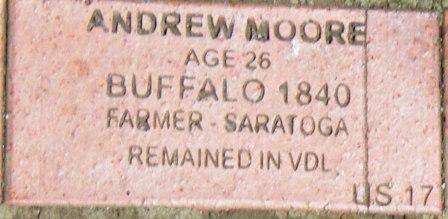 ANDREW MOORE
AGE 26
BUFFALO 1840
FARMER - SARATOGA
REMAINED IN VDL
US 17